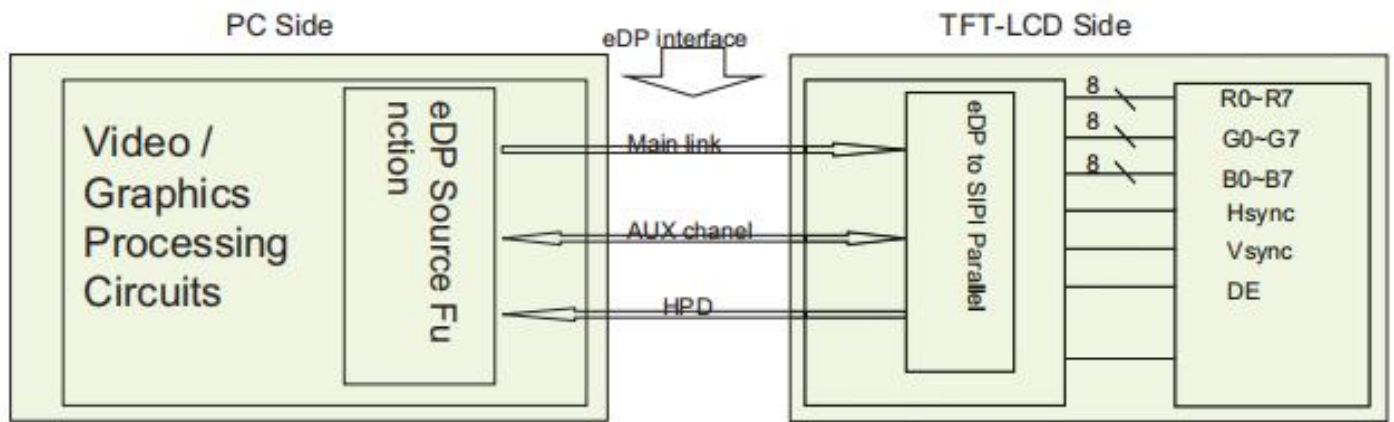 PC Side
eDP interface
TFT-LCD Side
Video /
Graphics
Processing
Circuits
eDP Source Fu
nction
Main link
AUX chanel
HPD
eDP to SIPI Parallel
8
8
8
R0~R7
G0~G7
B0~B7
Hsync
Vsync
DE